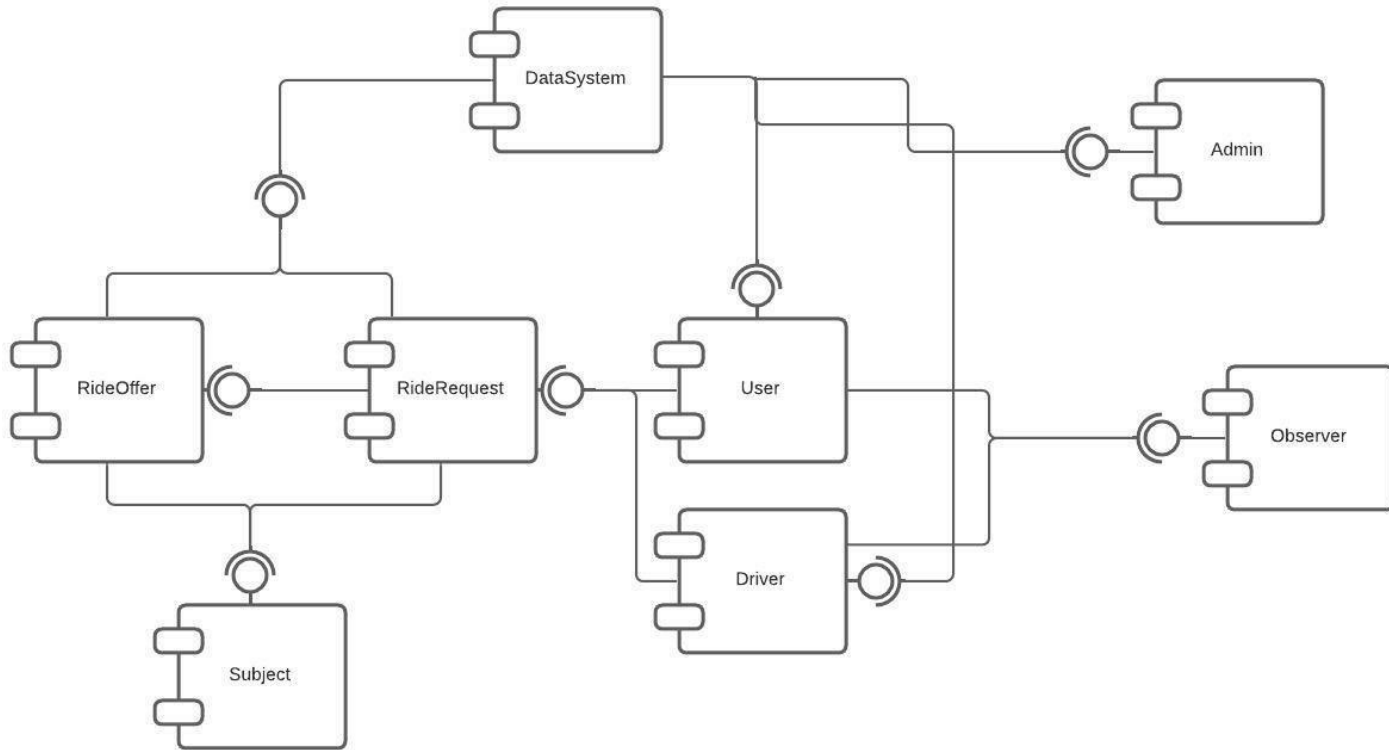 DataSystem
Admin
RideOffer
RideRequest
User
Observer
Driver
Subject